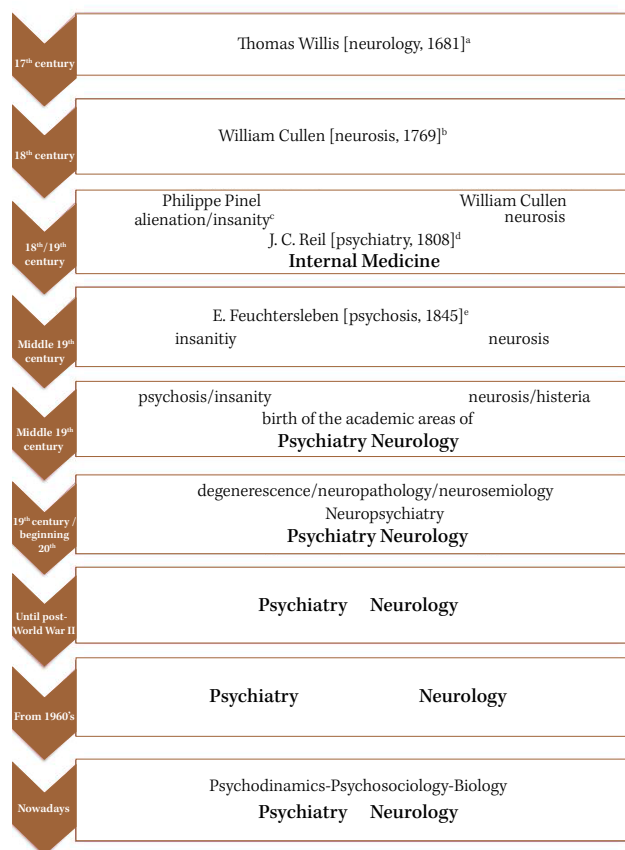 17th century
Thomas Willis [neurology, 1681]a
18th century
William Cullen [neurosis, 1769]b
18th/19th
century
Philippe Pinel William Cullen
alienation/insanityc neurosis
J. C. Reil [psychiatry, 1808]d
Internal Medicine
Middle 19th
century
E. Feuchtersleben [psychosis, 1845]e
insanitiy neurosis
Middle 19th
century
psychosis/insanity neurosis/histeria
birth of the academic areas of
Psychiatry Neurology
19th century /
beginning
20th
degenerescence/neuropathology/neurosemiology
Neuropsychiatry
Psychiatry Neurology
Until post-
World War II
Psychiatry Neurology
From 1960's
Psychiatry Neurology
Nowadays
Psychodinamics-Psychosociology-Biology
Psychiatry Neurology